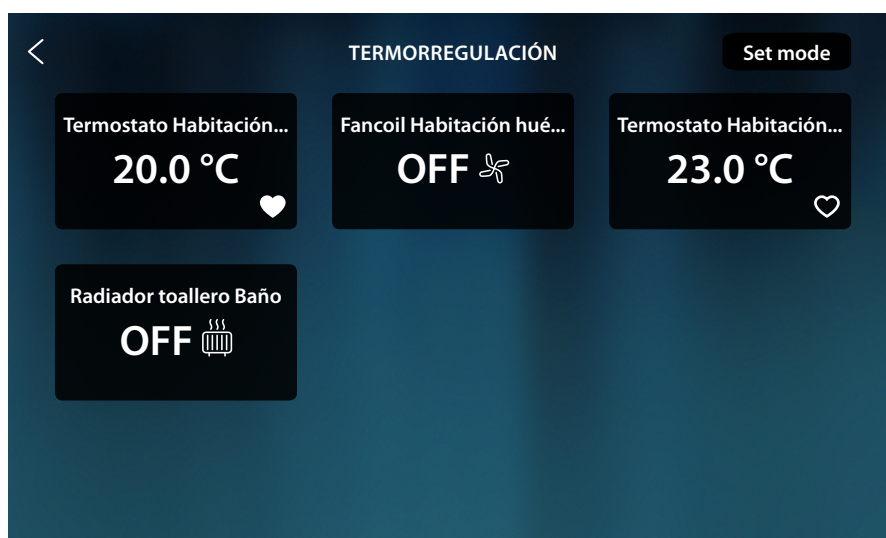 TERMORREGULACIÓN
Set mode
Termostato Habitación...
20.0 °C
Fancoil Habitación hué...
OFF
Termostato Habitación...
23.0 °C
Radiador toallero Baño
OFF